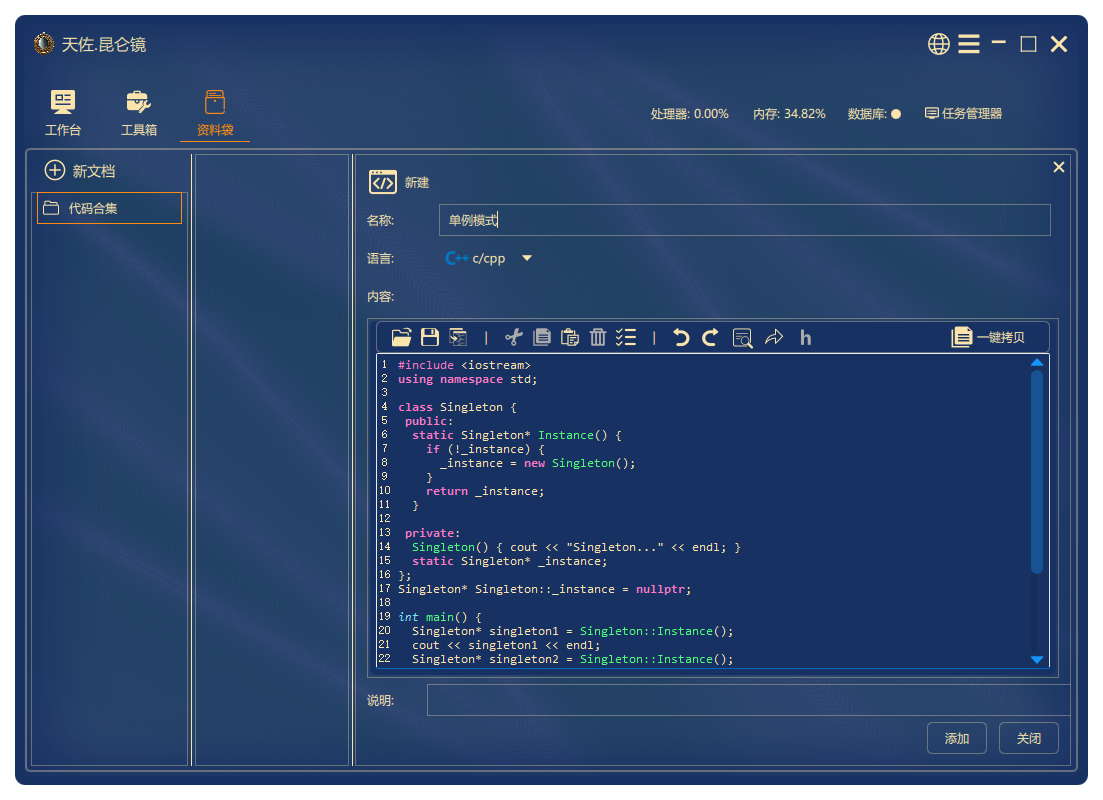 天佐.昆仑镜
工作台 工具箱 资料袋 处理器: 0.00% 内存: 34.82% 数据库: 任务管理器
新文档
代码合集
新建
名称: 单例模式
语言: C++ c/cpp
内容:
h 一键拷贝
1 #include <iostream>
2 using namespace std;
3
4 class Singleton {
5 public:
6 static Singleton* Instance() {
7 if (!_instance) {
8 _instance = new Singleton();
9 }
10 return _instance;
11 }
12
13 private:
14 Singleton() { cout << "Singleton..." << endl; }
15 static Singleton* _instance;
16 };
17 Singleton* Singleton::_instance = nullptr;
18
19 int main() {
20 Singleton* singleton1 = Singleton::Instance();
21 cout << singleton1 << endl;
22 Singleton* singleton2 = Singleton::Instance();
说明:
添加 关闭